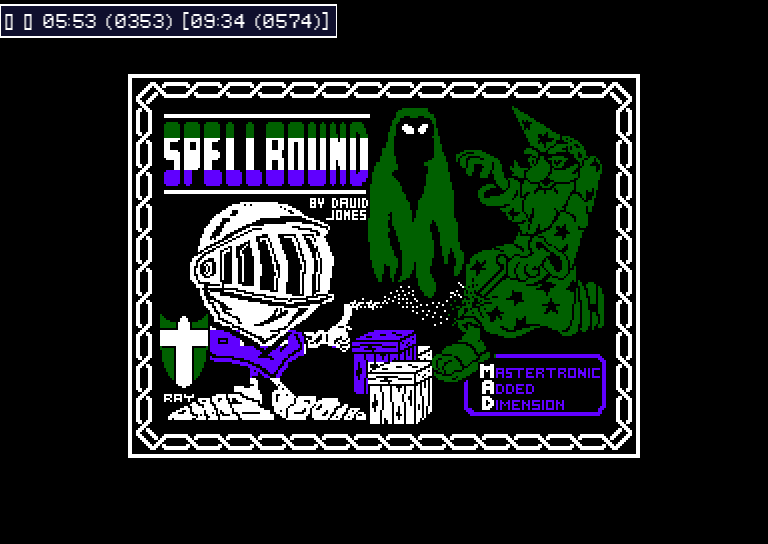 05:53 (0353) [09:34 (0574)]
SPELLBOUND
BY DAVID
JONES
RAY
MASTERTRONIC
ADDED
DIMENSION